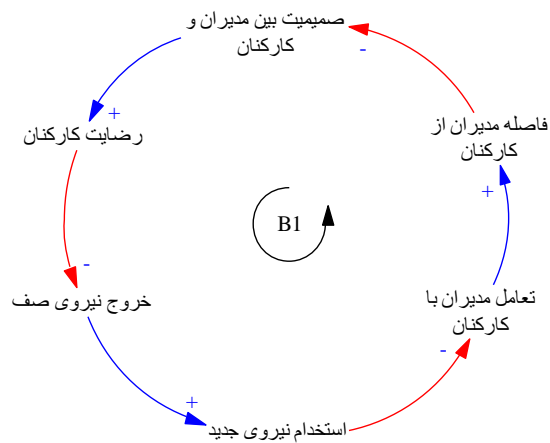 صمیمیت بین مدیران و
کارکنان
-
+
رضایت کارکنان
فاصله مدیران از
کارکنان
+
B1
-
خروج نیروی صف
تعامل مدیران با
کارکنان
-
+
استخدام نیروی جدید